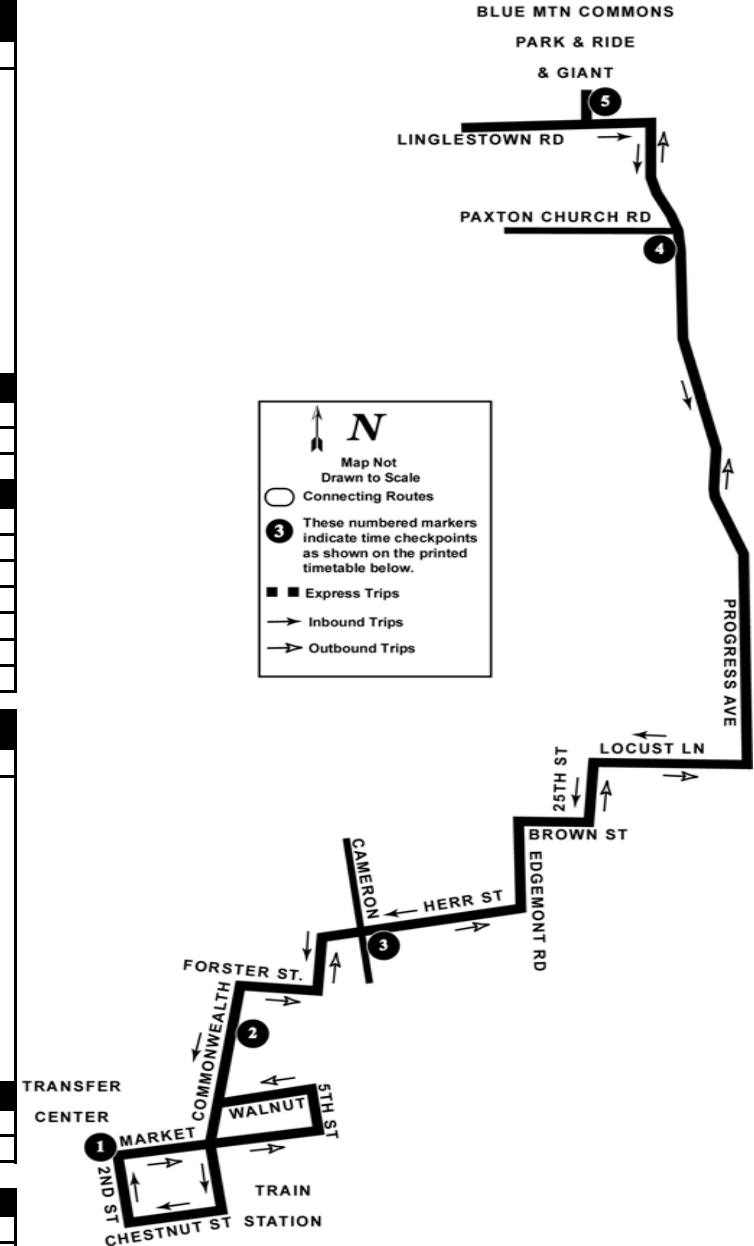 BLUE MTN COMMONS
PARK & RIDE
& GIANT
5
LINGLESTOWN RD
PAXTON CHURCH RD
4
N
Map Not
Drawn to Scale
Connecting Routes
3
These numbered markers
indicate time checkpoints
as shown on the printed
timetable below.
Express Trips
Inbound Trips
Outbound Trips
PROGRESS AVE
LOCUST LN
25TH ST
BROWN ST
EDGEMONT RD
CAMERON
HERR ST
3
FORSTER ST.
COMMONWEALTH
2
TRANSFER
CENTER
WALNUT
5TH ST
1
MARKET
2ND ST
CHESTNUT ST
TRAIN
STATION